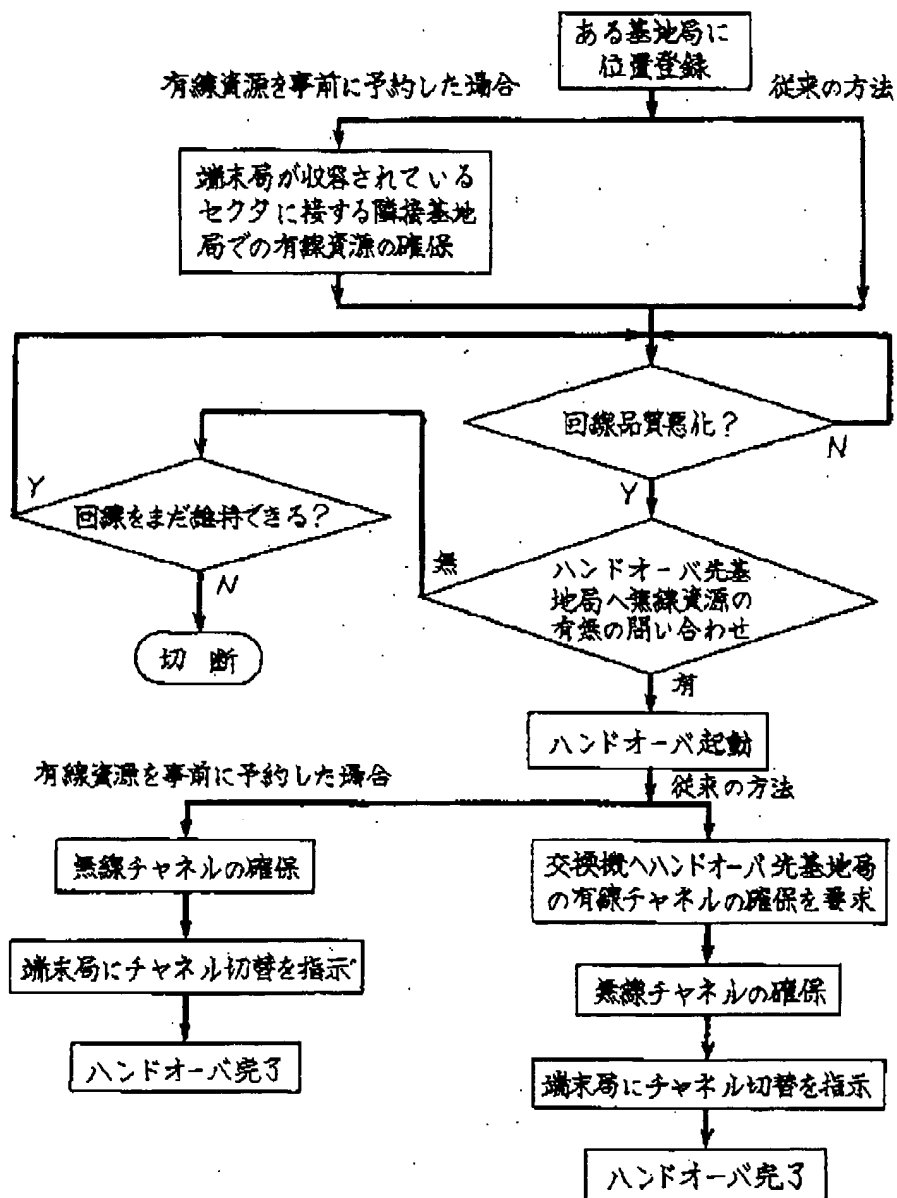 ある基地局に
位置登録
有線資源を事前に予約した場合
従来の方法
端末局が収容されている
セクタに接する隣接基地
局での有線資源の確保
回線品質悪化?
N
Y
回線をまだ維持できる?
Y
N
切断
ハンドオーバ先基
地局へ無線資源の
有無の問い合わせ
無
有
ハンドオーバ起動
有線資源を事前に予約した場合
従来の方法
無線チャネルの確保
端末局にチャネル切替を指示
ハンドオーバ完了
交換機へハンドオーバ先基地局
の有線チャネルの確保を要求
無線チャネルの確保
端末局にチャネル切替を指示
ハンドオーバ完了